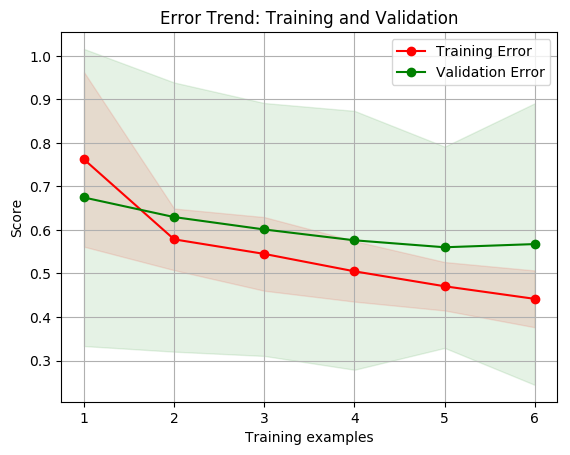 Error Trend: Training and Validation
Training Error
Validation Error
Score
1.0
0.9
0.8
0.7
0.6
0.5
0.4
0.3
1 2 3 4 5 6
Training examples